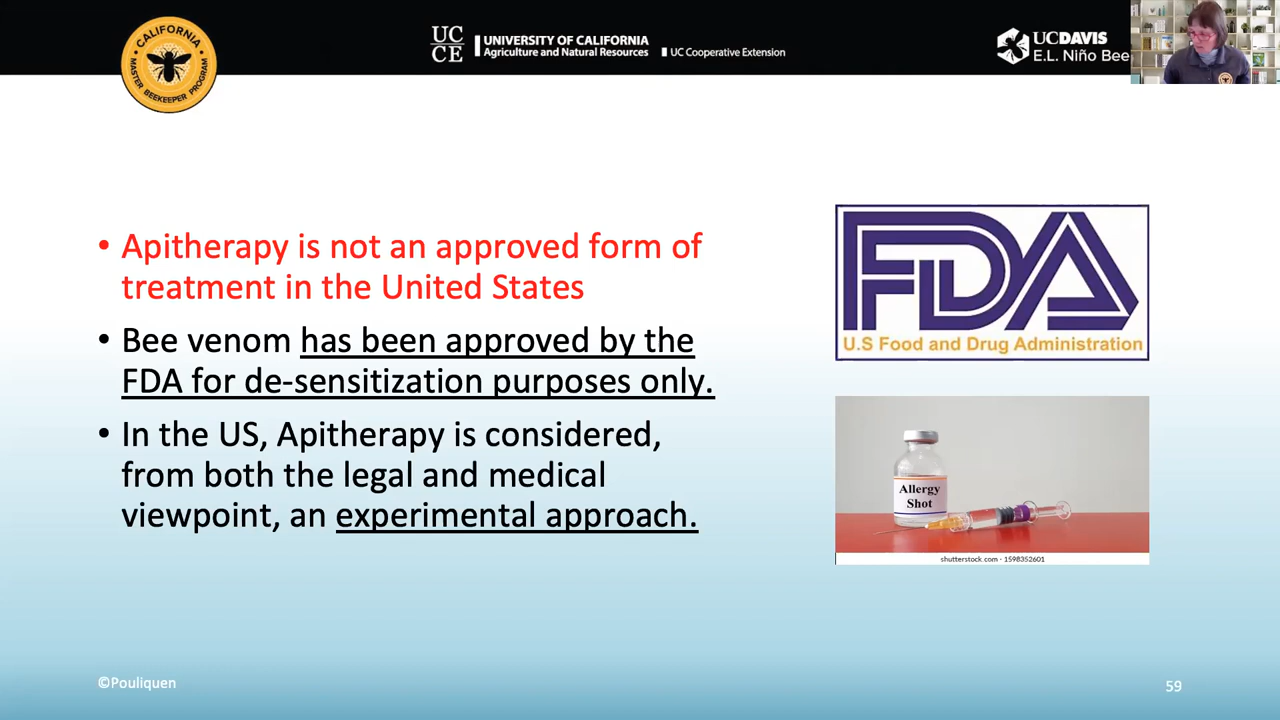 CALIFORNIA
MASTER BEEKEEPER PROGRAM
UC
CE
UNIVERSITY OF CALIFORNIA
Agriculture and Natural Resources
UC Cooperative Extension
UCDAVIS
E.L. Niño Bee
• Apitherapy is not an approved form of
treatment in the United States
• Bee venom has been approved by the
FDA for de-sensitization purposes only.
• In the US, Apitherapy is considered,
from both the legal and medical
viewpoint, an experimental approach.
FDA
U.S Food and Drug Administration
Allergy
Shot
shutterstock.com · 1598352601
©Pouliquen
59